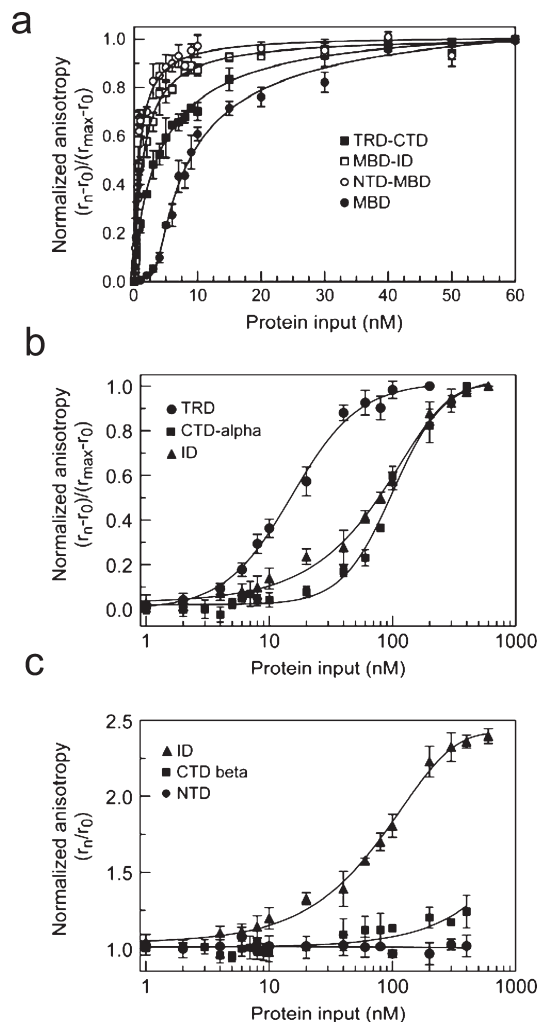 a
Normalized anisotropy
(rn-r0)/(rmax-r0)
1.0
0.8
0.6
0.4
0.2
0.0
TRD-CTD
MBD-ID
NTD-MBD
MBD
0 10 20 30 40 50 60
Protein input (nM)
b
Normalized anisotropy
(rn-r0)/(rmax-r0)
1.0
0.8
0.6
0.4
0.2
0.0
TRD
CTD-alpha
ID
1 10 100 1000
Protein input (nM)
c
Normalized anisotropy
(rn/r0)
2.5
2.0
1.5
1.0
ID
CTD beta
NTD
1 10 100 1000
Protein input (nM)